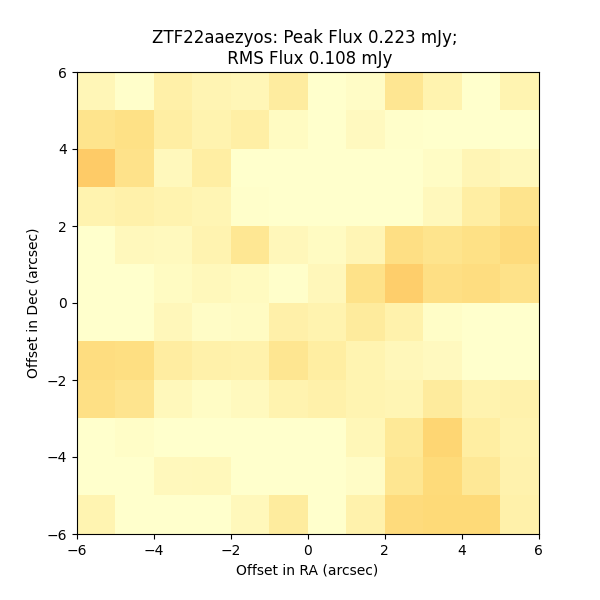 ZTF22aaezyos: Peak Flux 0.223 mJy;
RMS Flux 0.108 mJy
6
4
2
0
−2
−4
−6
Offset in Dec (arcsec)
−6 −4 −2 0 2 4 6
Offset in RA (arcsec)